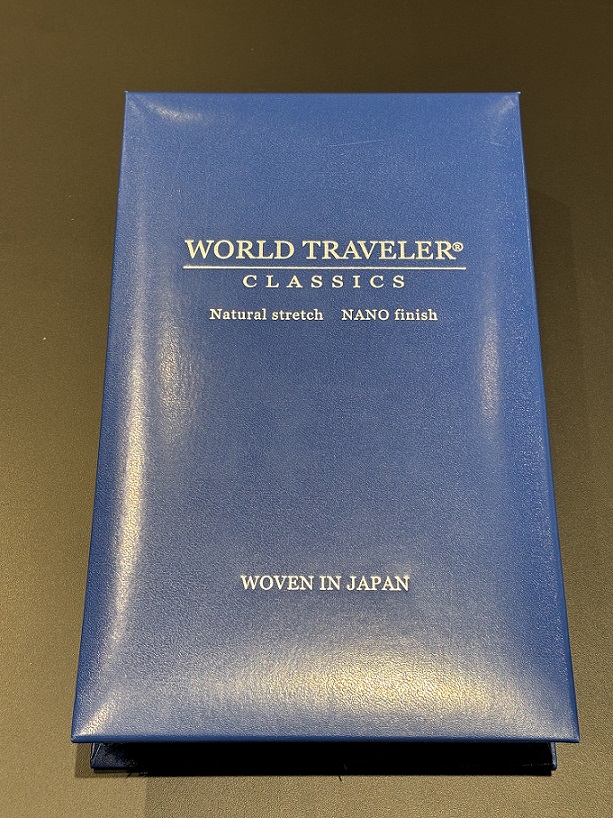 WORLD TRAVELER®
CLASSICS
Natural stretch NANO finish
WOVEN IN JAPAN